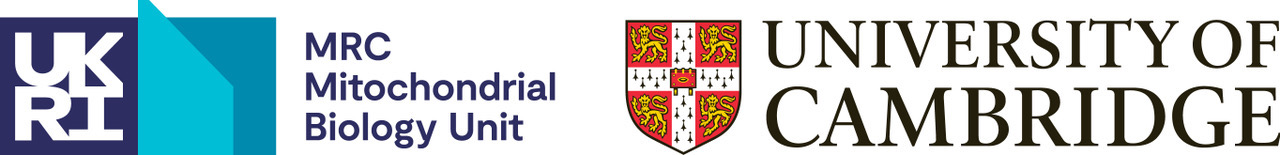 UK
RI
MRC
Mitochondrial
Biology Unit
UNIVERSITY OF
CAMBRIDGE